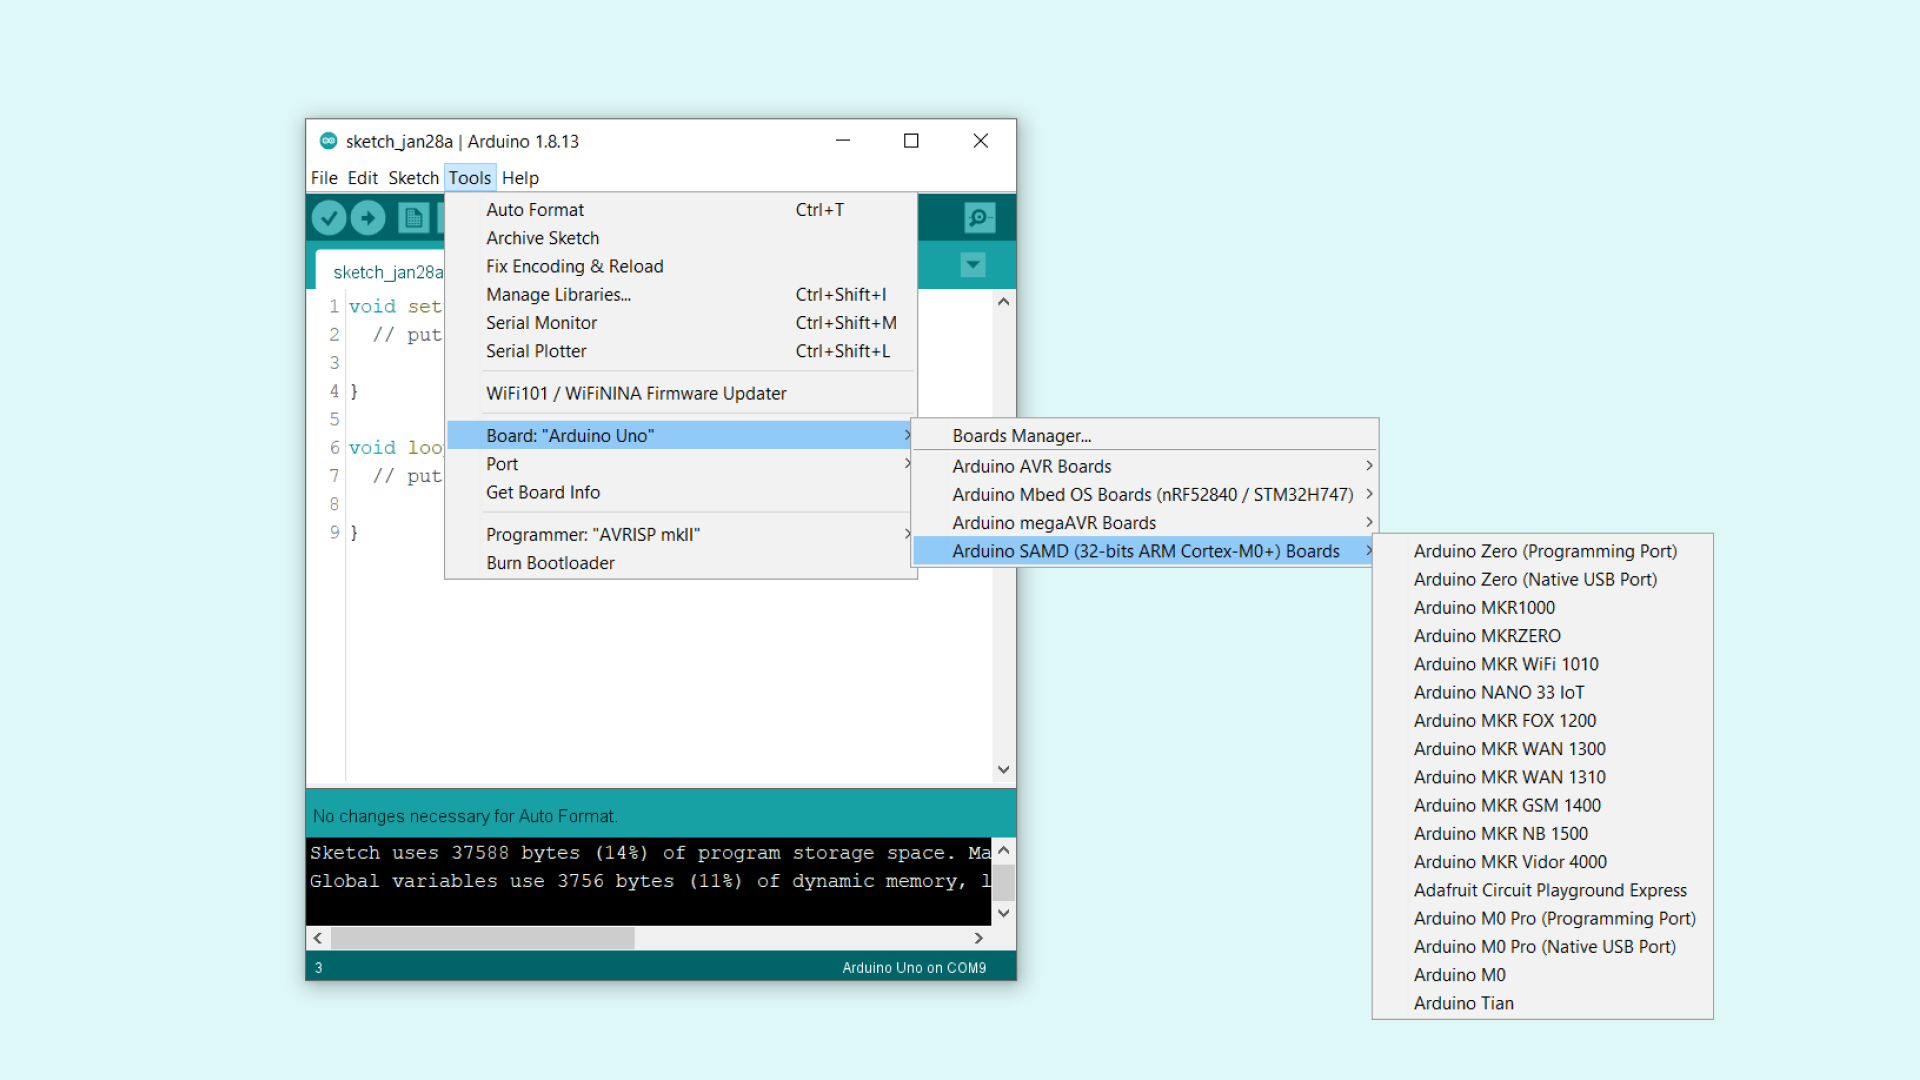 sketch_jan28a | Arduino 1.8.13
File Edit Sketch Tools Help
Auto Format Ctrl+T
Archive Sketch
Fix Encoding & Reload
Manage Libraries... Ctrl+Shift+I
Serial Monitor Ctrl+Shift+M
Serial Plotter Ctrl+Shift+L
WiFi101 / WiFiNINA Firmware Updater
Board: "Arduino Uno"
Port
Get Board Info
Programmer: "AVRISP mkII"
Burn Bootloader
Boards Manager...
Arduino AVR Boards
Arduino Mbed OS Boards (nRF52840 / STM32H747)
Arduino megaAVR Boards
Arduino SAMD (32-bits ARM Cortex-M0+) Boards
Arduino Zero (Programming Port)
Arduino Zero (Native USB Port)
Arduino MKR1000
Arduino MKRZERO
Arduino MKR WiFi 1010
Arduino NANO 33 IoT
Arduino MKR FOX 1200
Arduino MKR WAN 1300
Arduino MKR WAN 1310
Arduino MKR GSM 1400
Arduino MKR NB 1500
Arduino MKR Vidor 4000
Adafruit Circuit Playground Express
Arduino M0 Pro (Programming Port)
Arduino M0 Pro (Native USB Port)
Arduino M0
Arduino Tian
sketch_jan28a
1 void set
2 // put
3
4 }
5
6 void loo
7 // put
8
9 }
No changes necessary for Auto Format.
Sketch uses 37588 bytes (14%) of program storage space. Ma
Global variables use 3756 bytes (11%) of dynamic memory, l
3 Arduino Uno on COM9